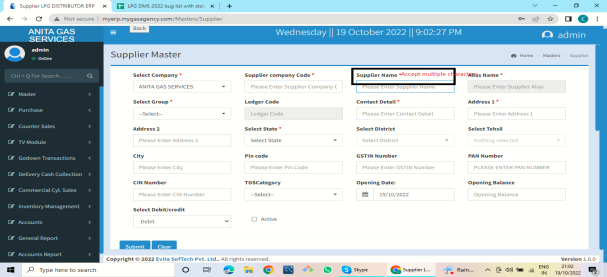 Supplier LPG DISTRIBUTOR ERP
LPG DMS 2022 bug list with stat
Not secure | myerp.mygasagency.com/Masters/Supplier
ANITA GAS SERVICES
Back
Wednesday || 19 October 2022 || 9:02:27 PM
admin
admin
Online
Supplier Master
Home Masters Supplier
Ctrl + Q For Search
Master
Purchase
Counter Sales
TV Module
Godown Transactions
Delivery Cash Collection
Commercial Cyl. Sales
Inventory Management
Accounts
General Report
Accounts Report
Select Company *
Supplier company Code *
Supplier Name *Accept multiple charac
Alias Name *
ANITA GAS SERVICES
Please Enter Supplier Company C
Please Enter Supplier Name
Please Enter Supplier Alias
Select Group *
Ledger Code
Contact Detail *
Address 1 *
--Select--
Ledger Code
Please Enter Contact Detail
Please Enter Address 1
Address 2
Select State *
Select District
Select Tehsil
Please Enter Address 2
Select State
Select District
Nothing selected
City
Pin code
GSTIN Number
PAN Number
Please Enter City
Please Enter Pin Code
Please Enter GSTIN Number
PLEASE ENTER PAN NUMBER
CIN Number
TDSCategory
Opening Date:
Opening Balance
Please Enter CIN Number
--Select--
19/10/2022
Opening Balance
Select Debit/credit
Debit
Active
Submit
Clear
Copyright © 2022 Evita SofTech Pvt. Ltd.. All rights reserved.
Version 1.0.0
Type here to search
Skype
Supplier L...
Rain...
ENG
IN
21:02
19/10/2022